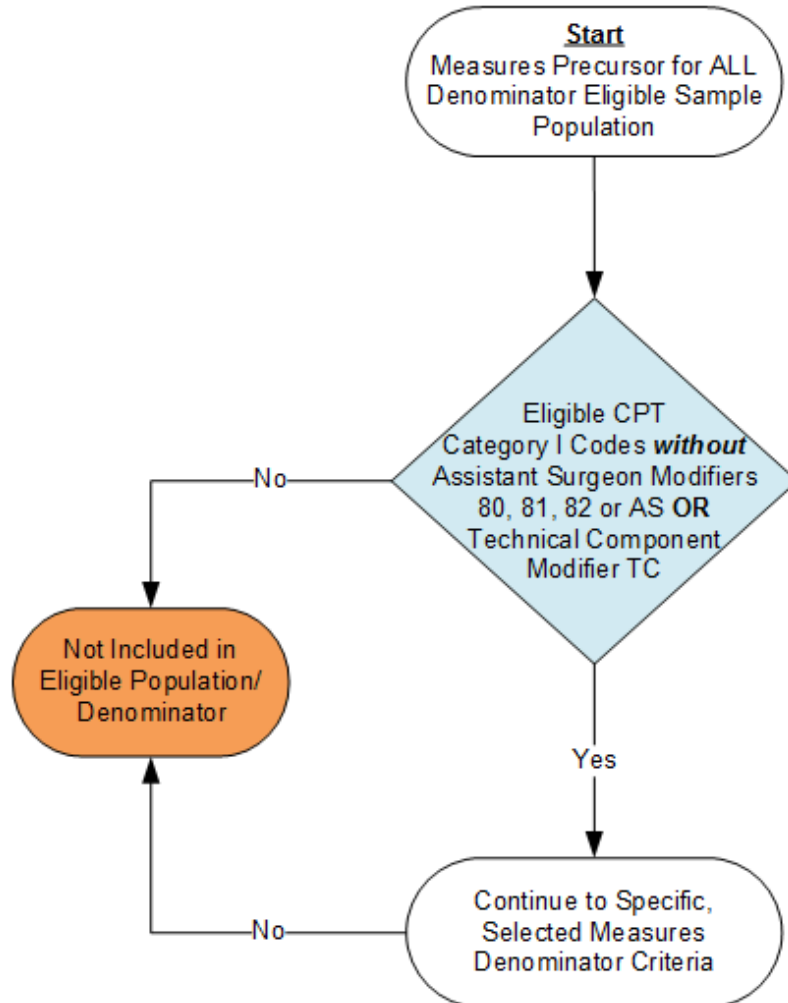 Start
Measures Precursor for ALL
Denominator Eligible Sample
Population
Eligible CPT
Category I Codes without
Assistant Surgeon Modifiers
80, 81, 82 or AS OR
Technical Component
Modifier TC
No
Not Included in
Eligible Population/
Denominator
Yes
Continue to Specific,
Selected Measures
Denominator Criteria
No